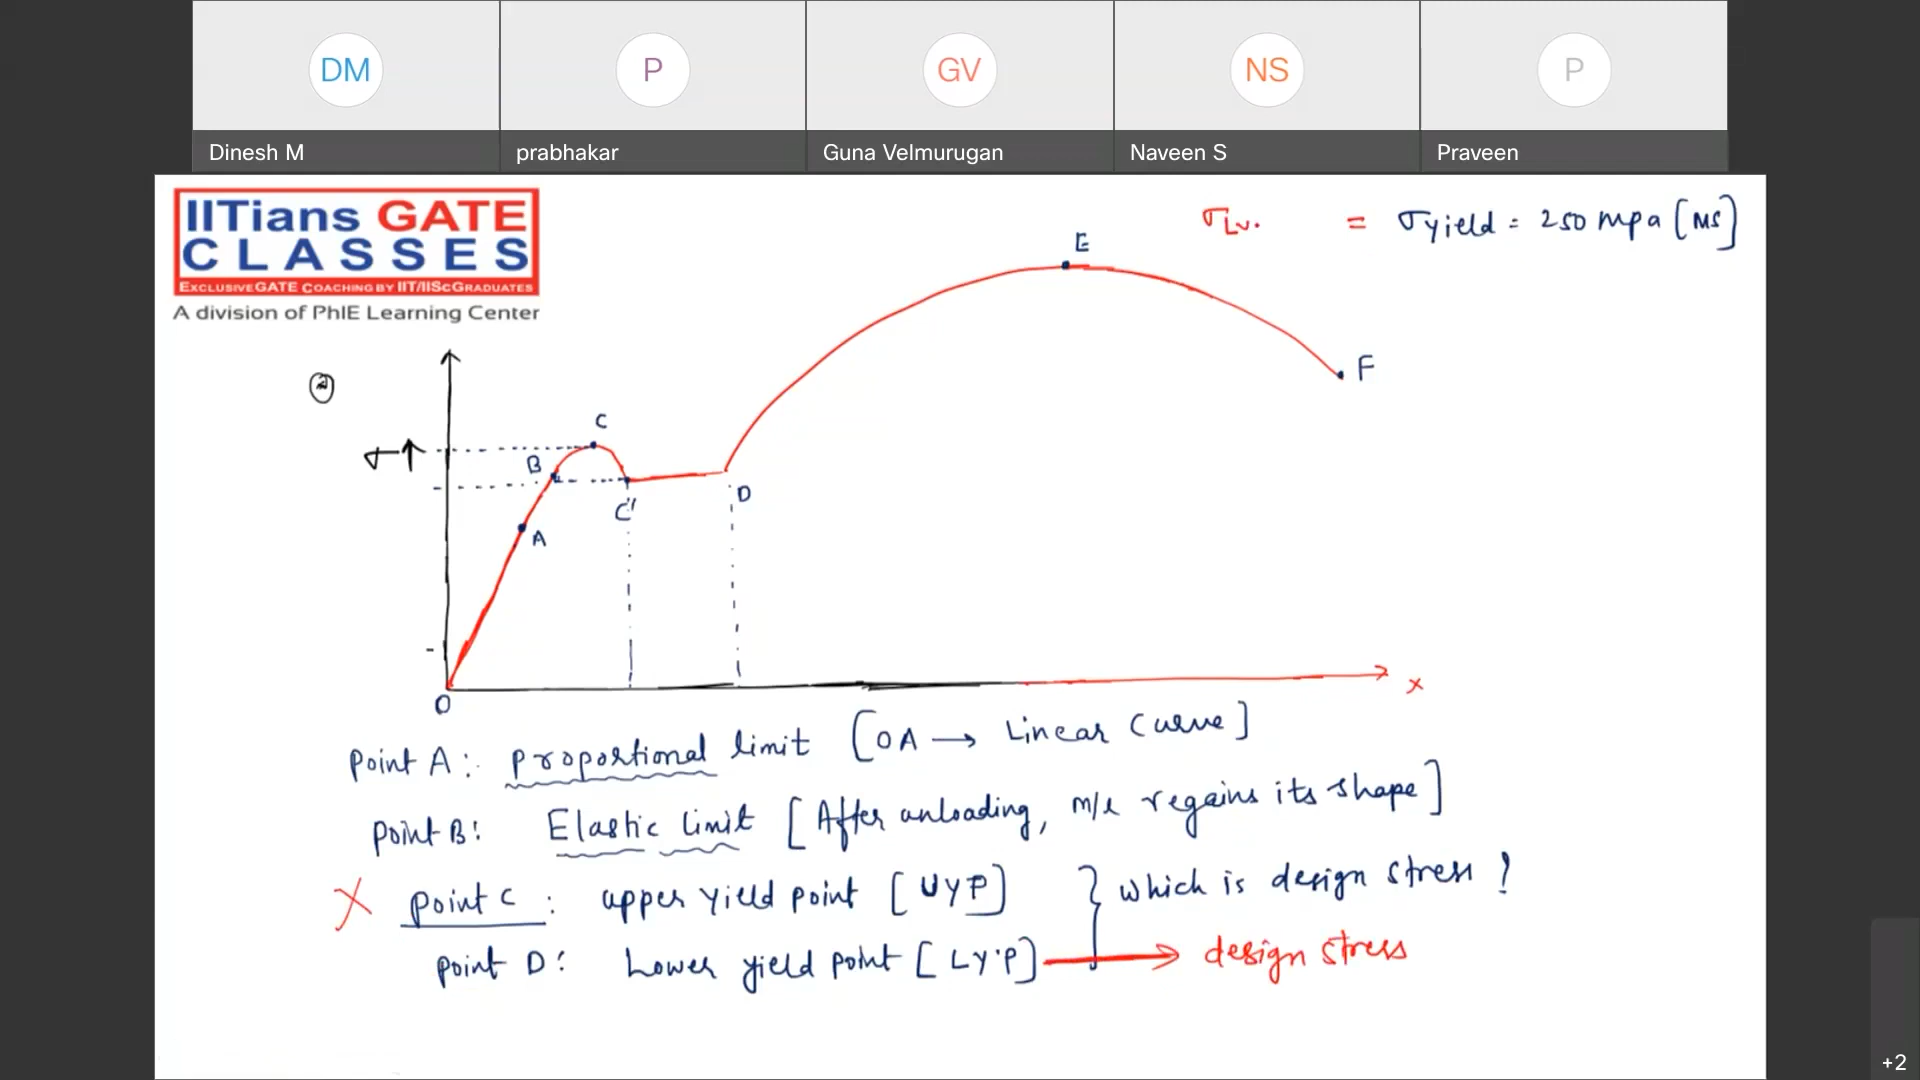 DM P GV NS P
Dinesh M prabhakar Guna Velmurugan Naveen S Praveen
IITians GATE
CLASSES
EXCLUSIVE GATE COACHING BY IIT/IISc GRADUATES
A division of PhIE Learning Center
= σyield = 250 mpa [MS]
E
F
C
σ↑
B
D
C'
A
x
O
Point A: proportional limit [OA → Linear Curve]
Point B: Elastic limit [After unloading, m/l regains its shape]
X Point C: upper yield point [UYP] } which is design stress ?
Point D: Lower yield point [LY.P] → design stress
+2